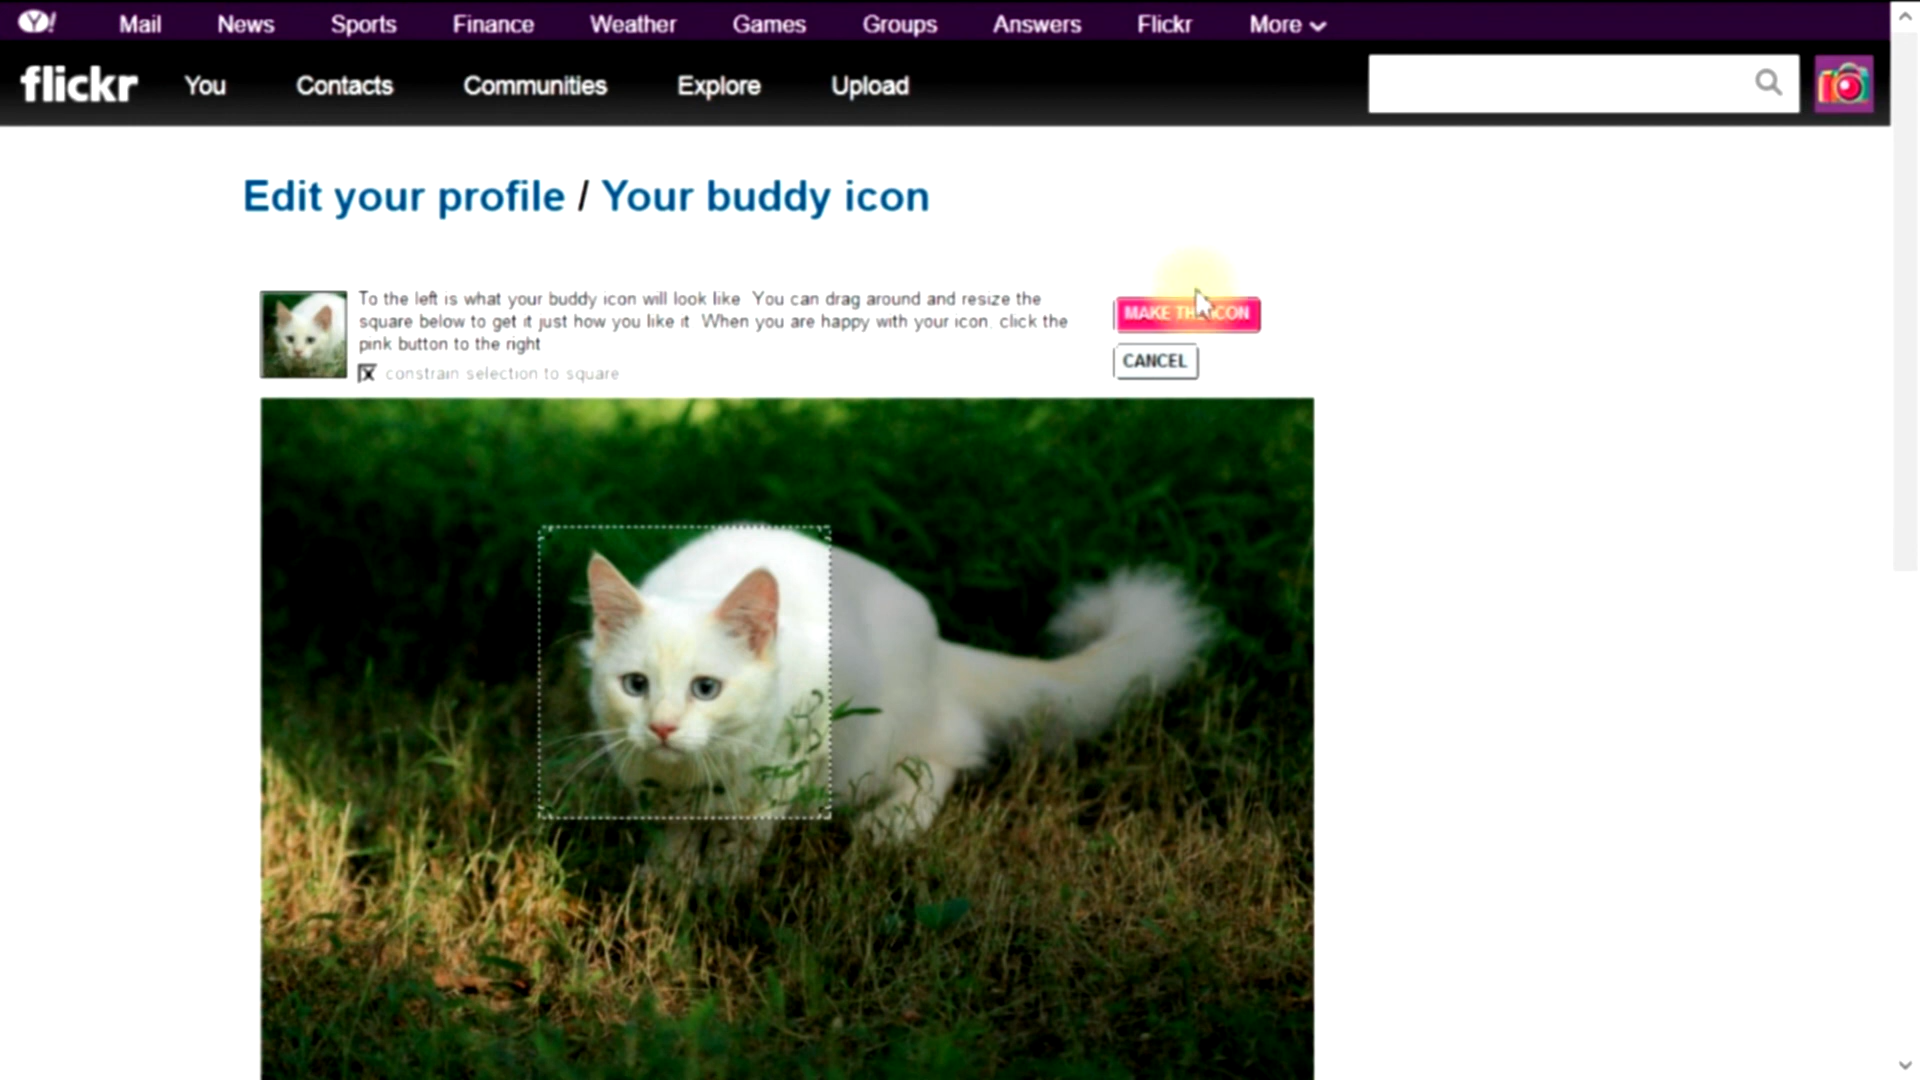 Y! Mail News Sports Finance Weather Games Groups Answers Flickr More
flickr You Contacts Communities Explore Upload
Edit your profile / Your buddy icon
To the left is what your buddy icon will look like You can drag around and resize the
square below to get it just how you like it When you are happy with your icon, click the
pink button to the right
constrain selection to square
MAKE THE ICON
CANCEL